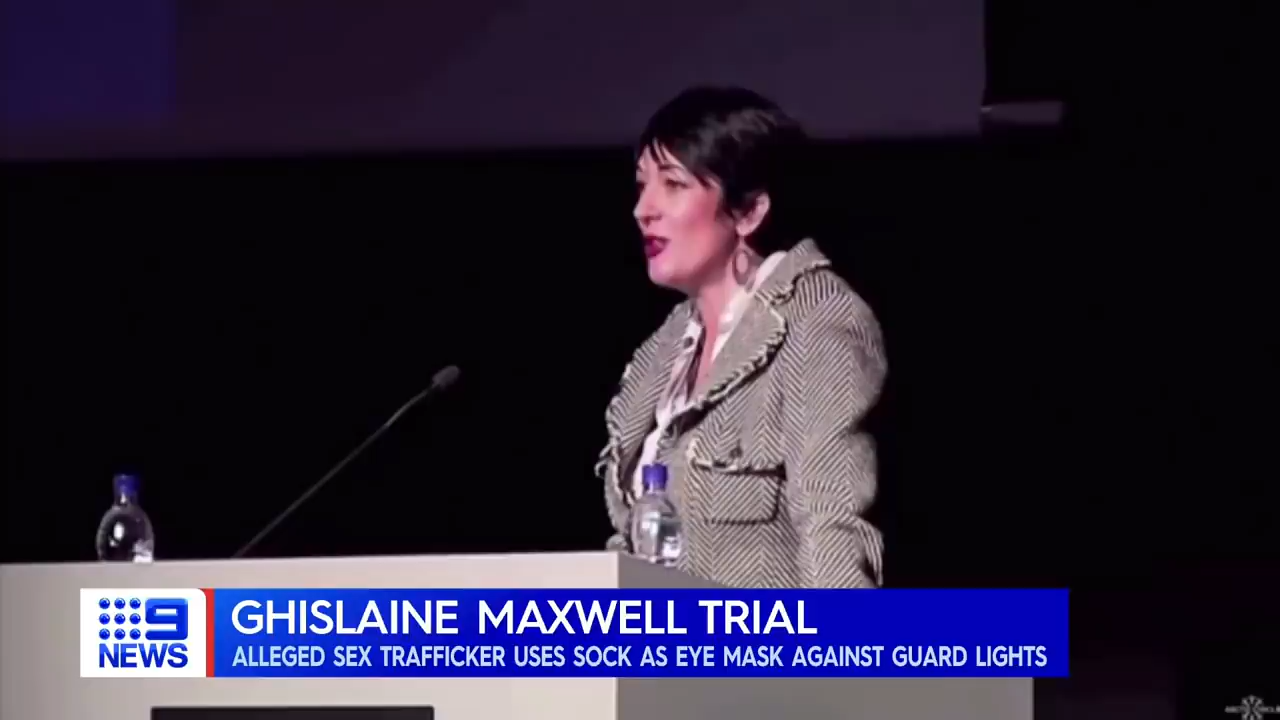 GHISLAINE MAXWELL TRIAL
9
NEWS
ALLEGED SEX TRAFFICKER USES SOCK AS EYE MASK AGAINST GUARD LIGHTS